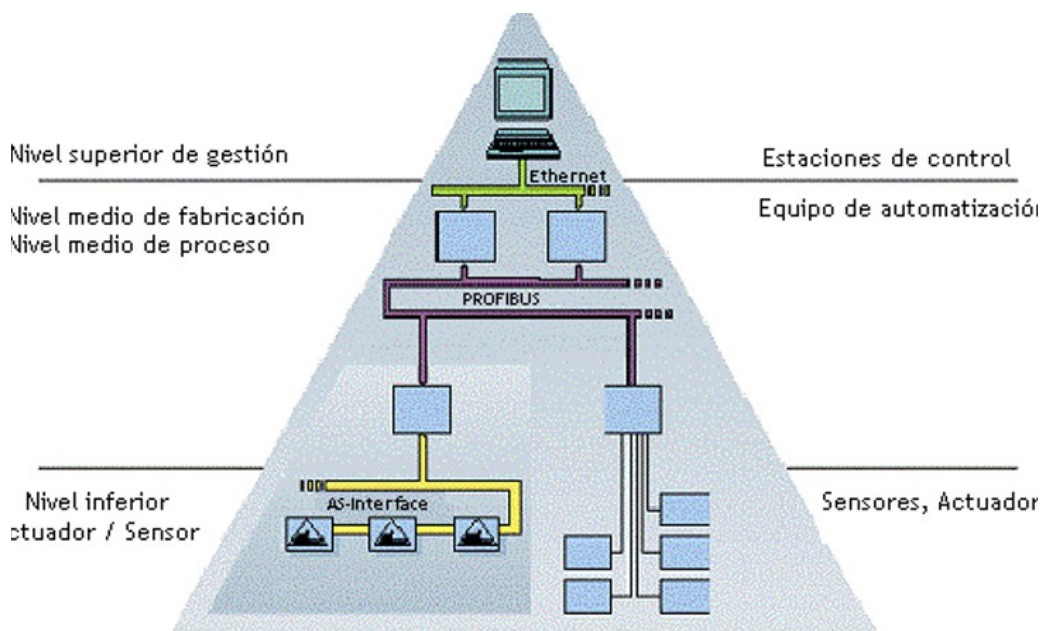 Nivel superior de gestión
Estaciones de control
Ethernet
Nivel medio de fabricación
Nivel medio de proceso
Equipo de automatizació
PROFIBUS
Nivel inferior
ctuador / Sensor
AS-Interface
Sensores, Actuador